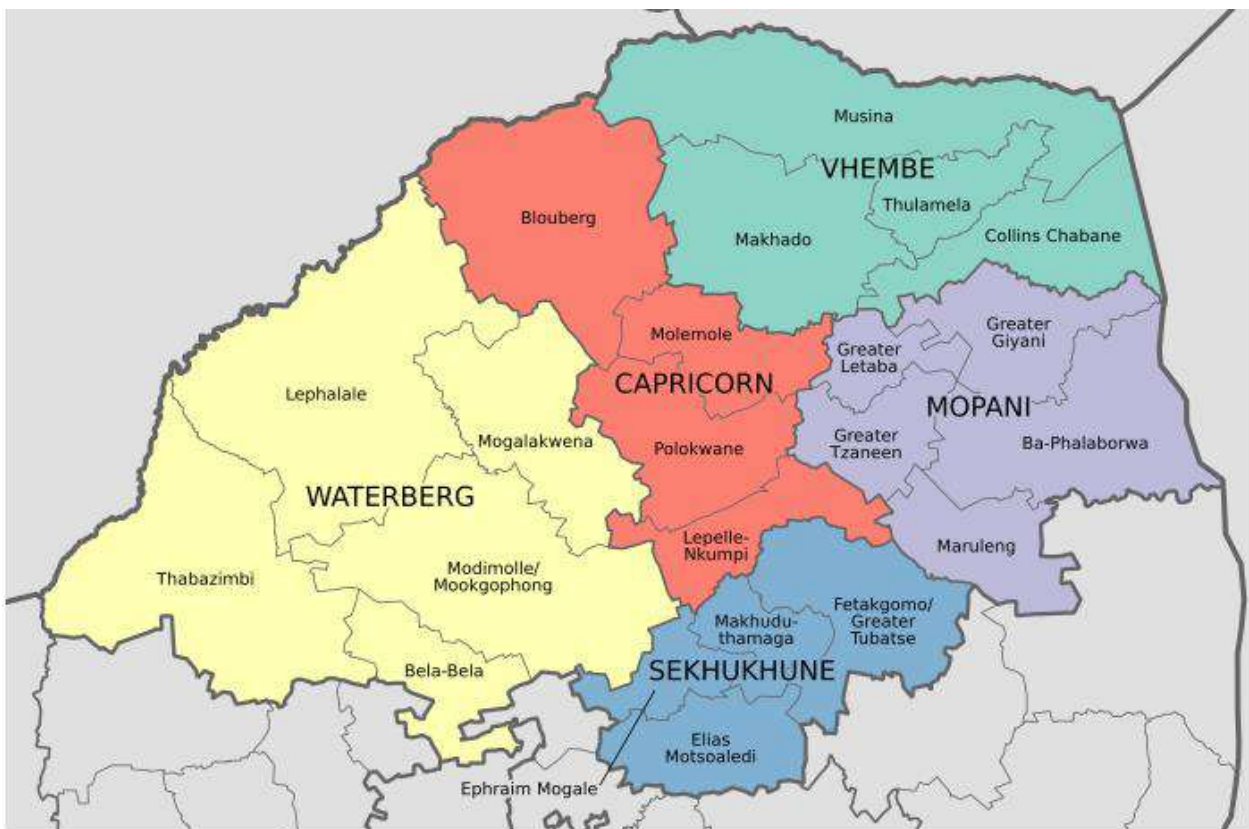 Musina
VHEMBE
Thulamela
Blouberg
Makhado
Collins Chabane
Molemole
Greater
Giyani
Greater
Letaba
CAPRICORN
Lephalale
MOPANI
Mogalakwena
Polokwane
Greater
Tzaneen
Ba-Phalaborwa
WATERBERG
Lepelle-
Nkumpi
Maruleng
Thabazimbi
Modimolle/
Mookgophong
Makhudu-
thamaga
Fetakgomo/
Greater
Tubatse
Bela-Bela
SEKHUKHUNE
Elias
Motsoaledi
Ephraim Mogale